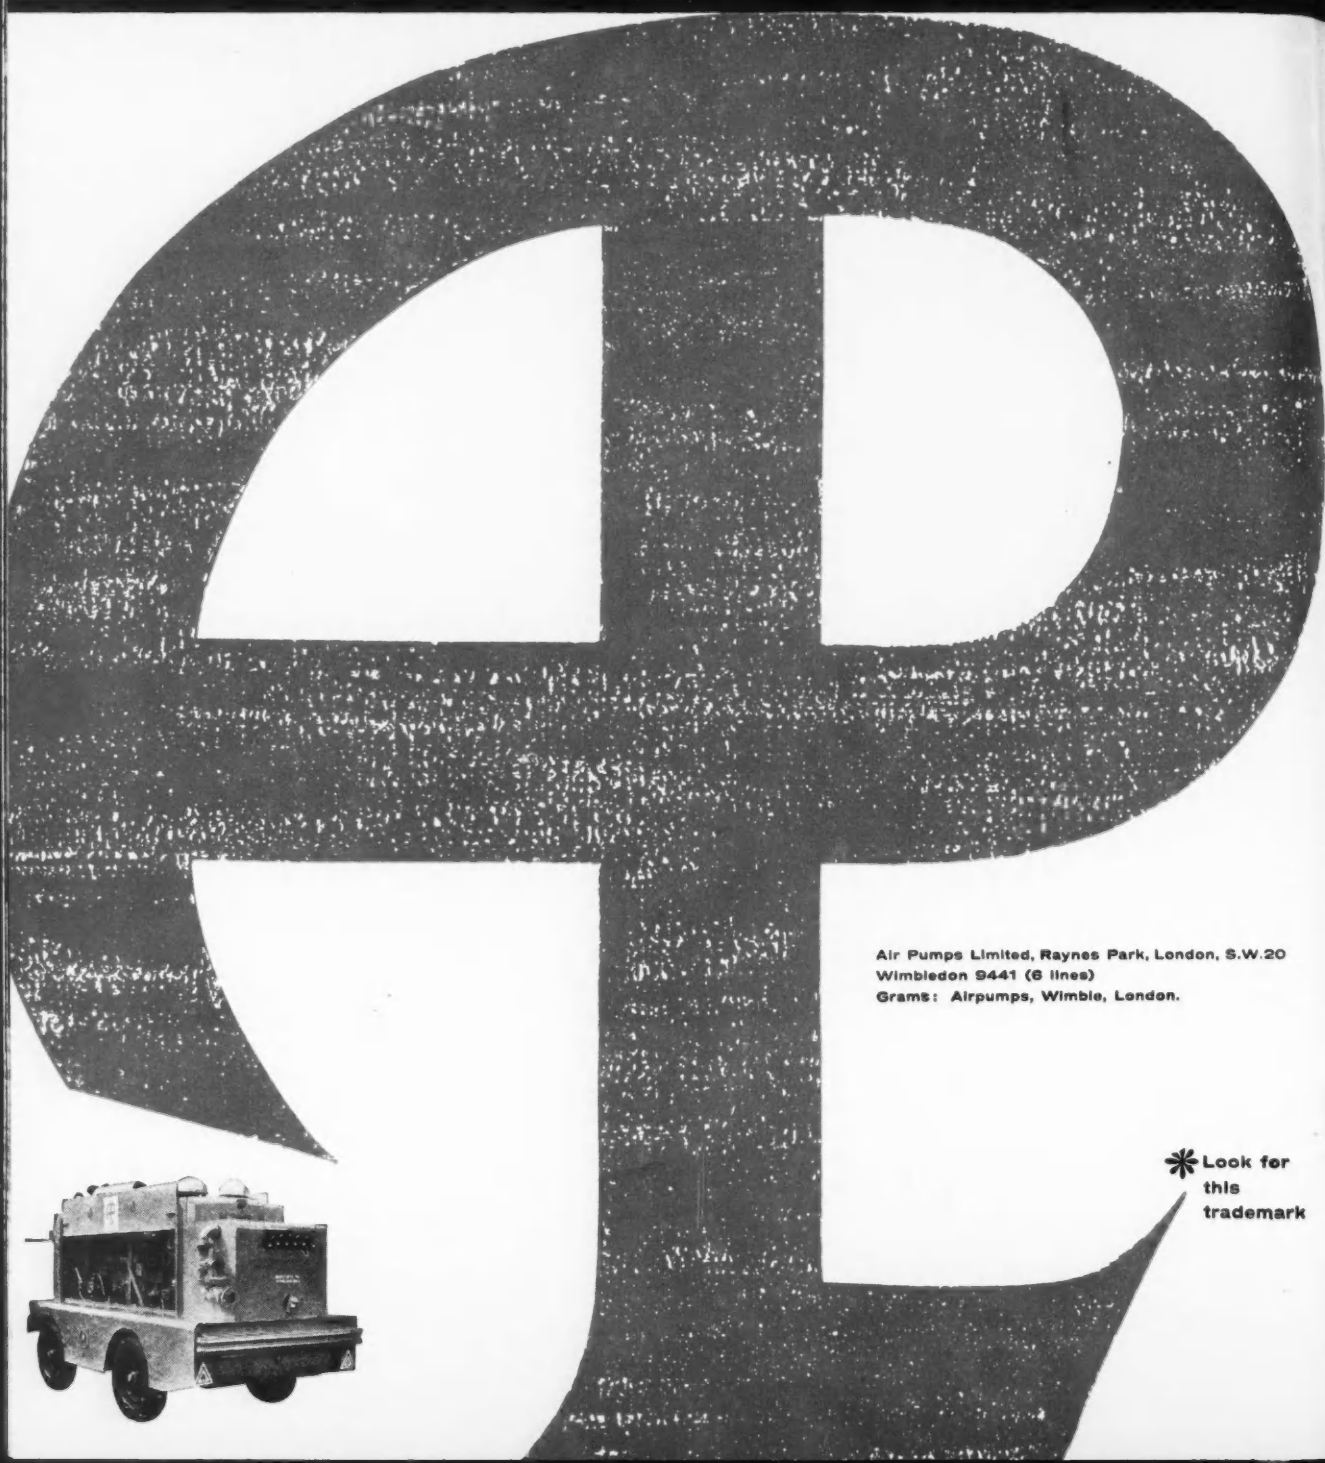 Air Pumps Limited, Raynes Park, London, S.W.20
Wimbledon 9441 (6 lines)
Grams: Airpumps, Wimble, London.
* Look for
this
trademark